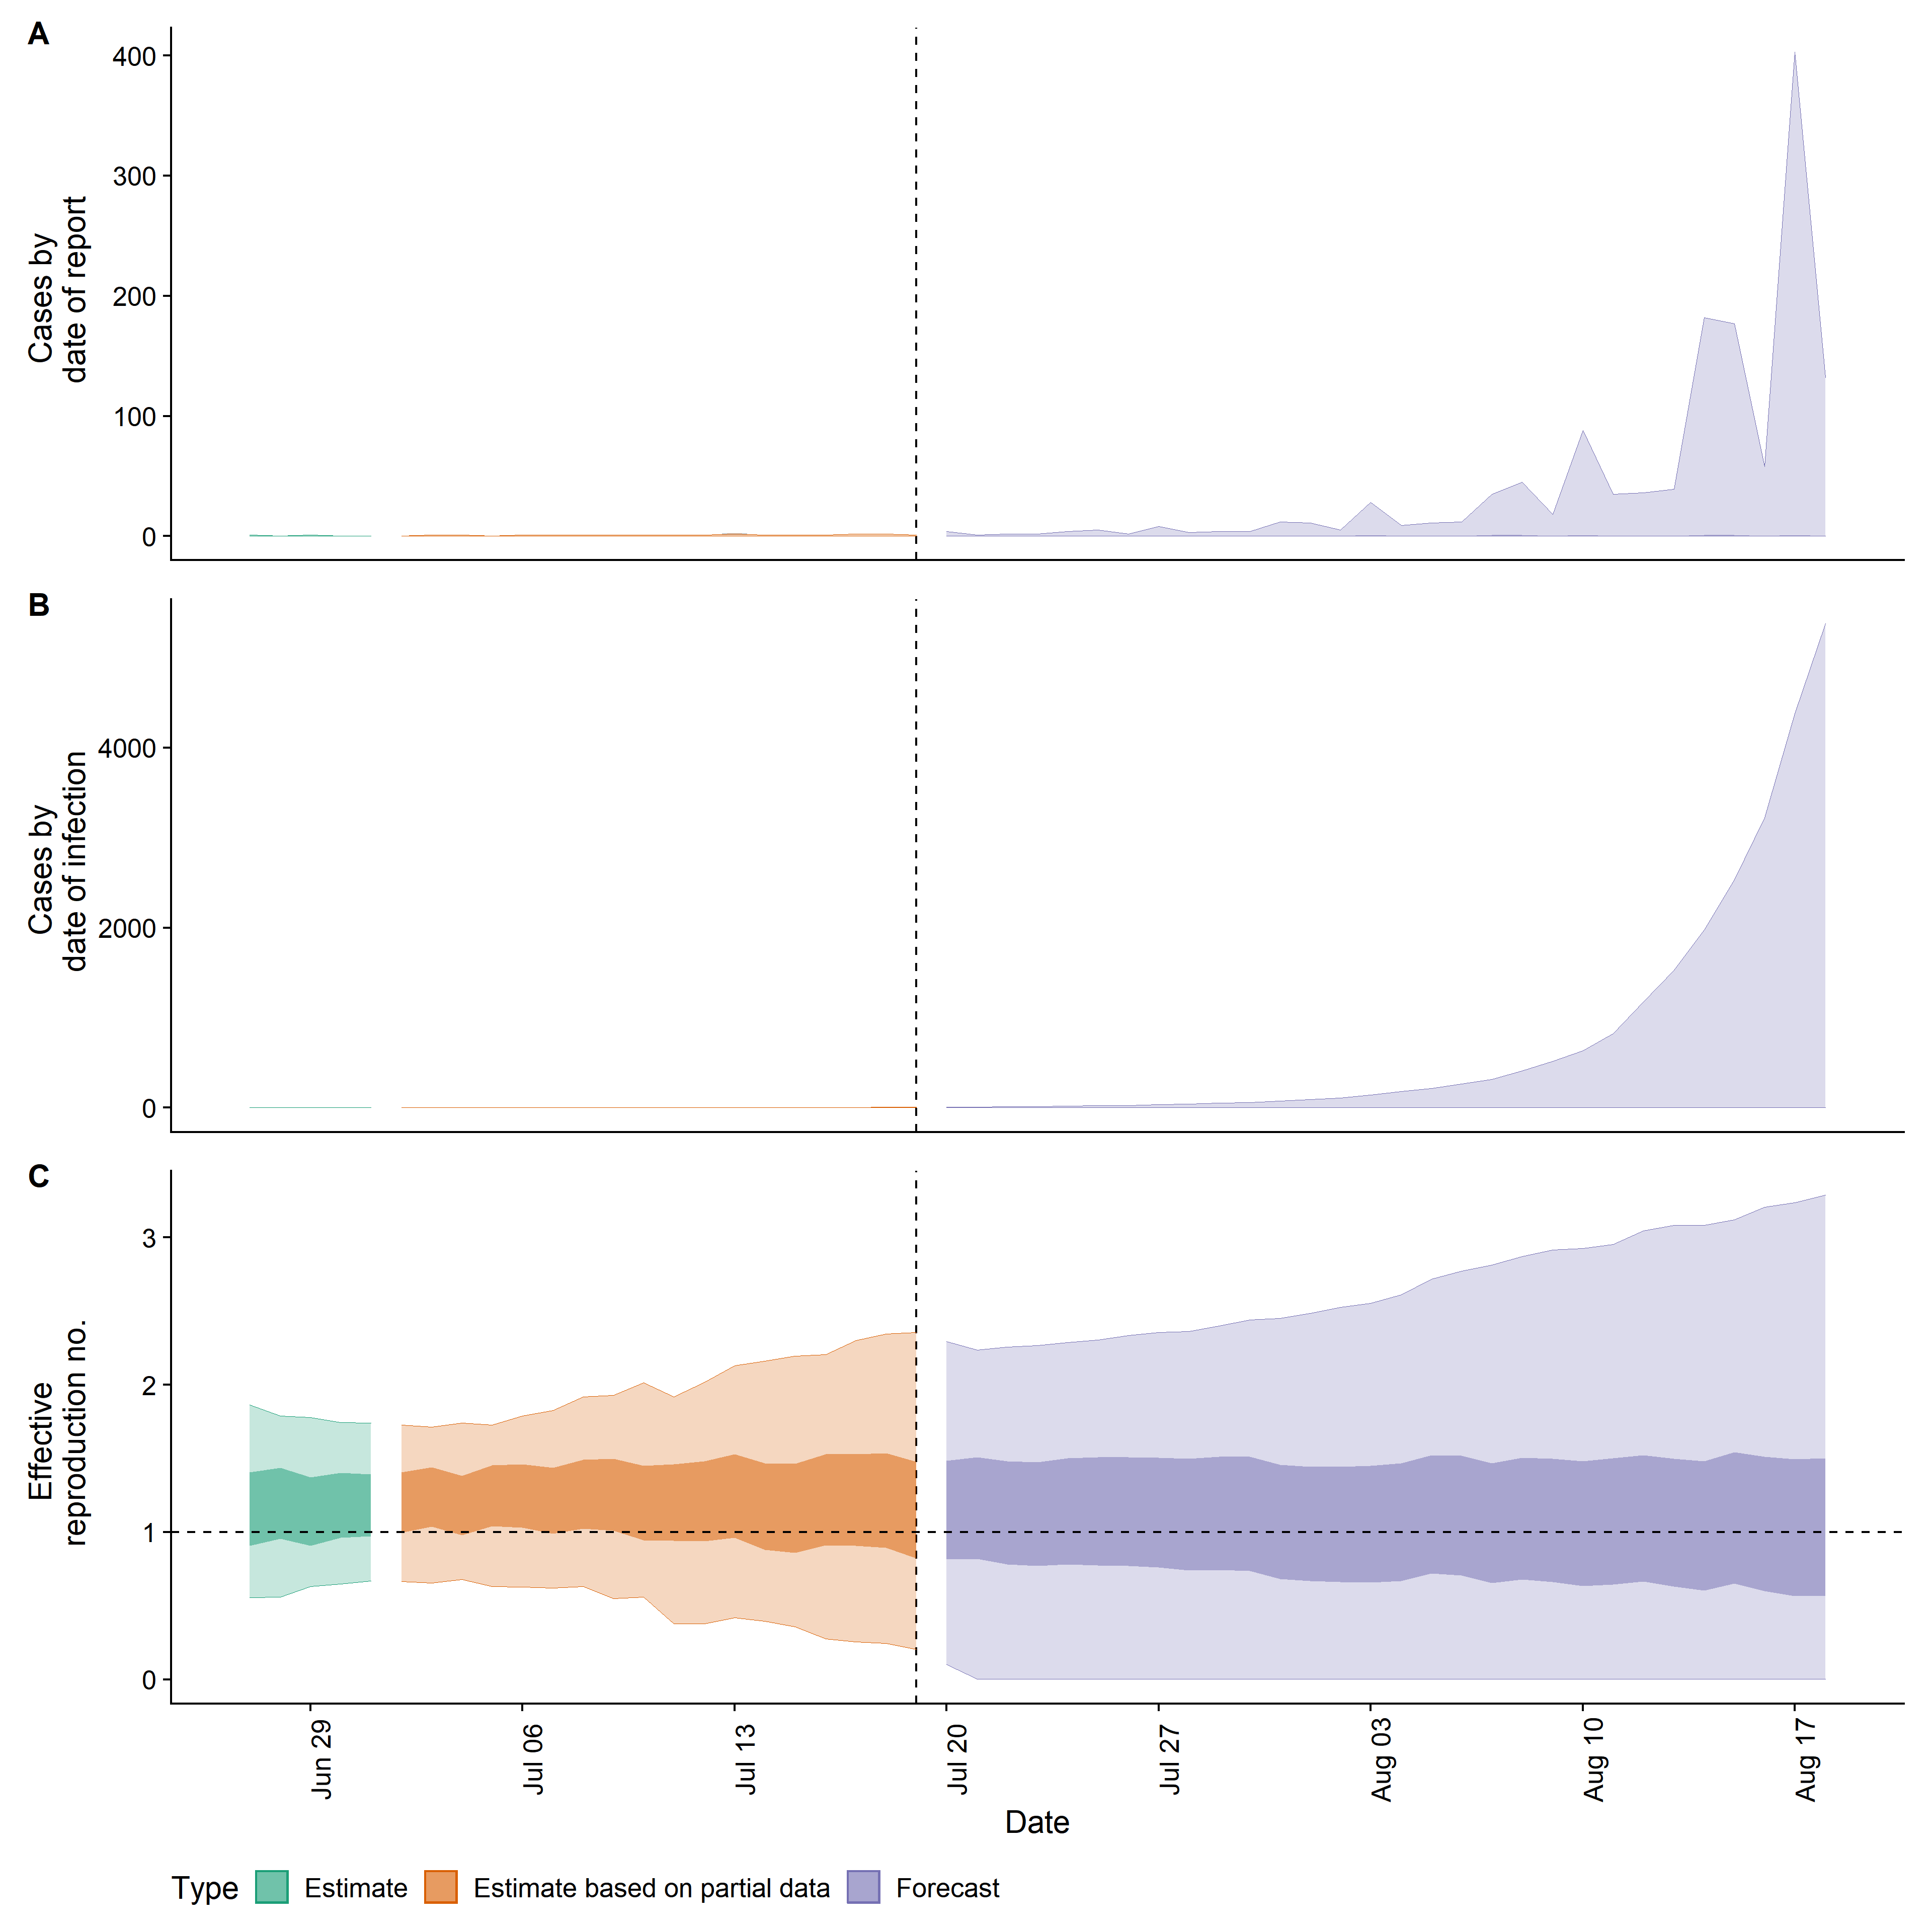 A
400
300
200
100
0
Cases by
date of report
B
4000
2000
0
Cases by
date of infection
C
3
2
1
0
Effective
reproduction no.
Jun 29
Jul 06
Jul 13
Jul 20
Jul 27
Aug 03
Aug 10
Aug 17
Date
Type Estimate Estimate based on partial data Forecast